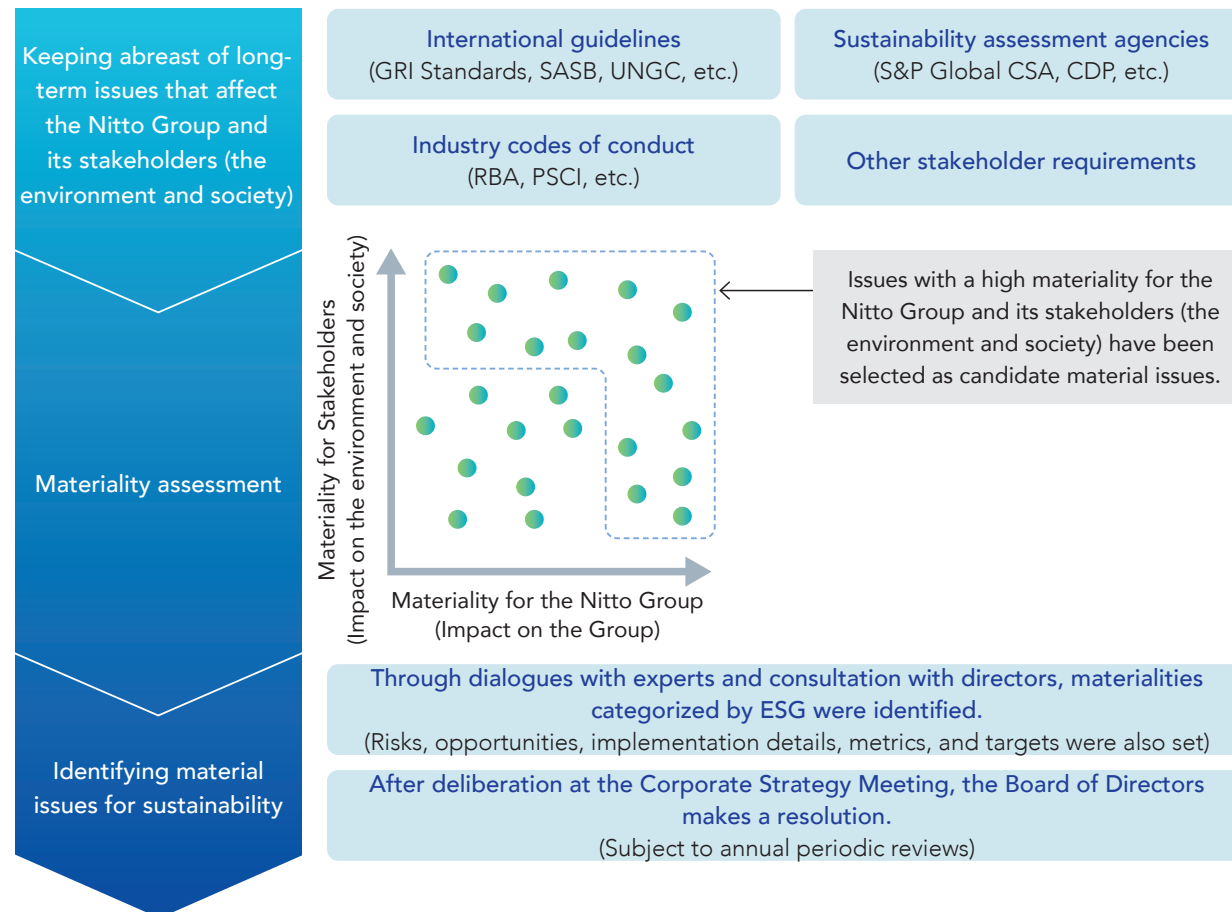 Keeping abreast of long-
term issues that affect
the Nitto Group and
its stakeholders (the
environment and society)
International guidelines
(GRI Standards, SASB, UNGC, etc.)
Sustainability assessment agencies
(S&P Global CSA, CDP, etc.)
Industry codes of conduct
(RBA, PSCI, etc.)
Other stakeholder requirements
Materiality assessment
Materiality for Stakeholders
(Impact on the environment and society)
Materiality for the Nitto Group
(Impact on the Group)
Issues with a high materiality for the
Nitto Group and its stakeholders (the
environment and society) have been
selected as candidate material issues.
Identifying material
issues for sustainability
Through dialogues with experts and consultation with directors, materialities
categorized by ESG were identified.
(Risks, opportunities, implementation details, metrics, and targets were also set)
After deliberation at the Corporate Strategy Meeting, the Board of Directors
makes a resolution.
(Subject to annual periodic reviews)